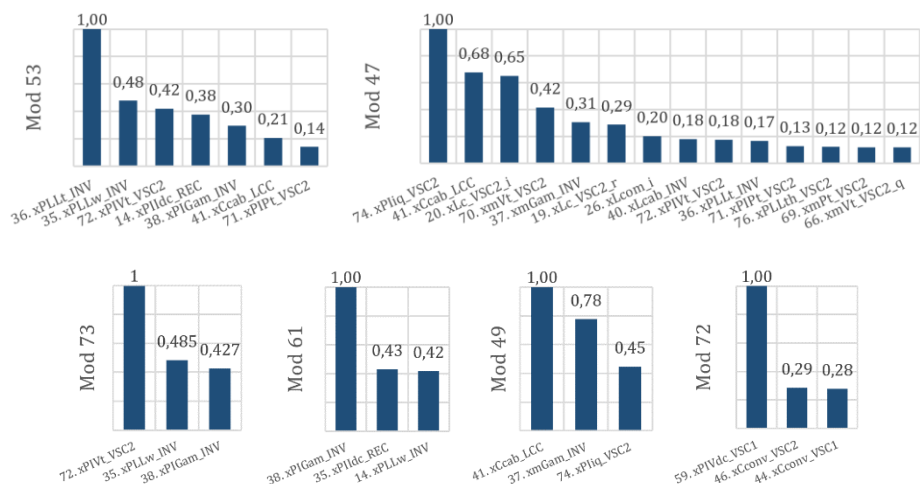 Mod 53
1,00
0,48
0,42
0,38
0,30
0,21
0,14
36. xPLLt_INV
35. xPLLw_INV
72. xPIVt_VSC2
14. xPIIdc_REC
38. xPIGam_INV
41. xCcab_LCC
71. xPIPt_VSC2
Mod 47
1,00
0,68
0,65
0,42
0,31
0,29
0,20
0,18
0,18
0,17
0,13
0,12
0,12
0,12
74. xPIiq_VSC2
41. xCcab_LCC
20. xLc_VSC2_i
70. xmVt_VSC2
37. xmGam_INV
19. xLc_VSC2_r
26. xLcom_i
40. xLcab_INV
72. xPIVt_VSC2
36. xPLLt_INV
71. xPIPt_VSC2
76. xPLLth_VSC2
69. xmPt_VSC2
66. xmVt_VSC2_q
Mod 73
1
0,485
0,427
72. xPIVt_VSC2
35. xPLLw_INV
38. xPIGam_INV
Mod 61
1,00
0,43
0,42
38. xPIGam_INV
35. xPIIdc_REC
14. xPLLw_INV
Mod 49
1,00
0,78
0,45
41. xCcab_LCC
37. xmGam_INV
74. xPIiq_VSC2
Mod 72
1,00
0,29
0,28
59. xPIVdc_VSC1
46. xCconv_VSC2
44. xCconv_VSC1